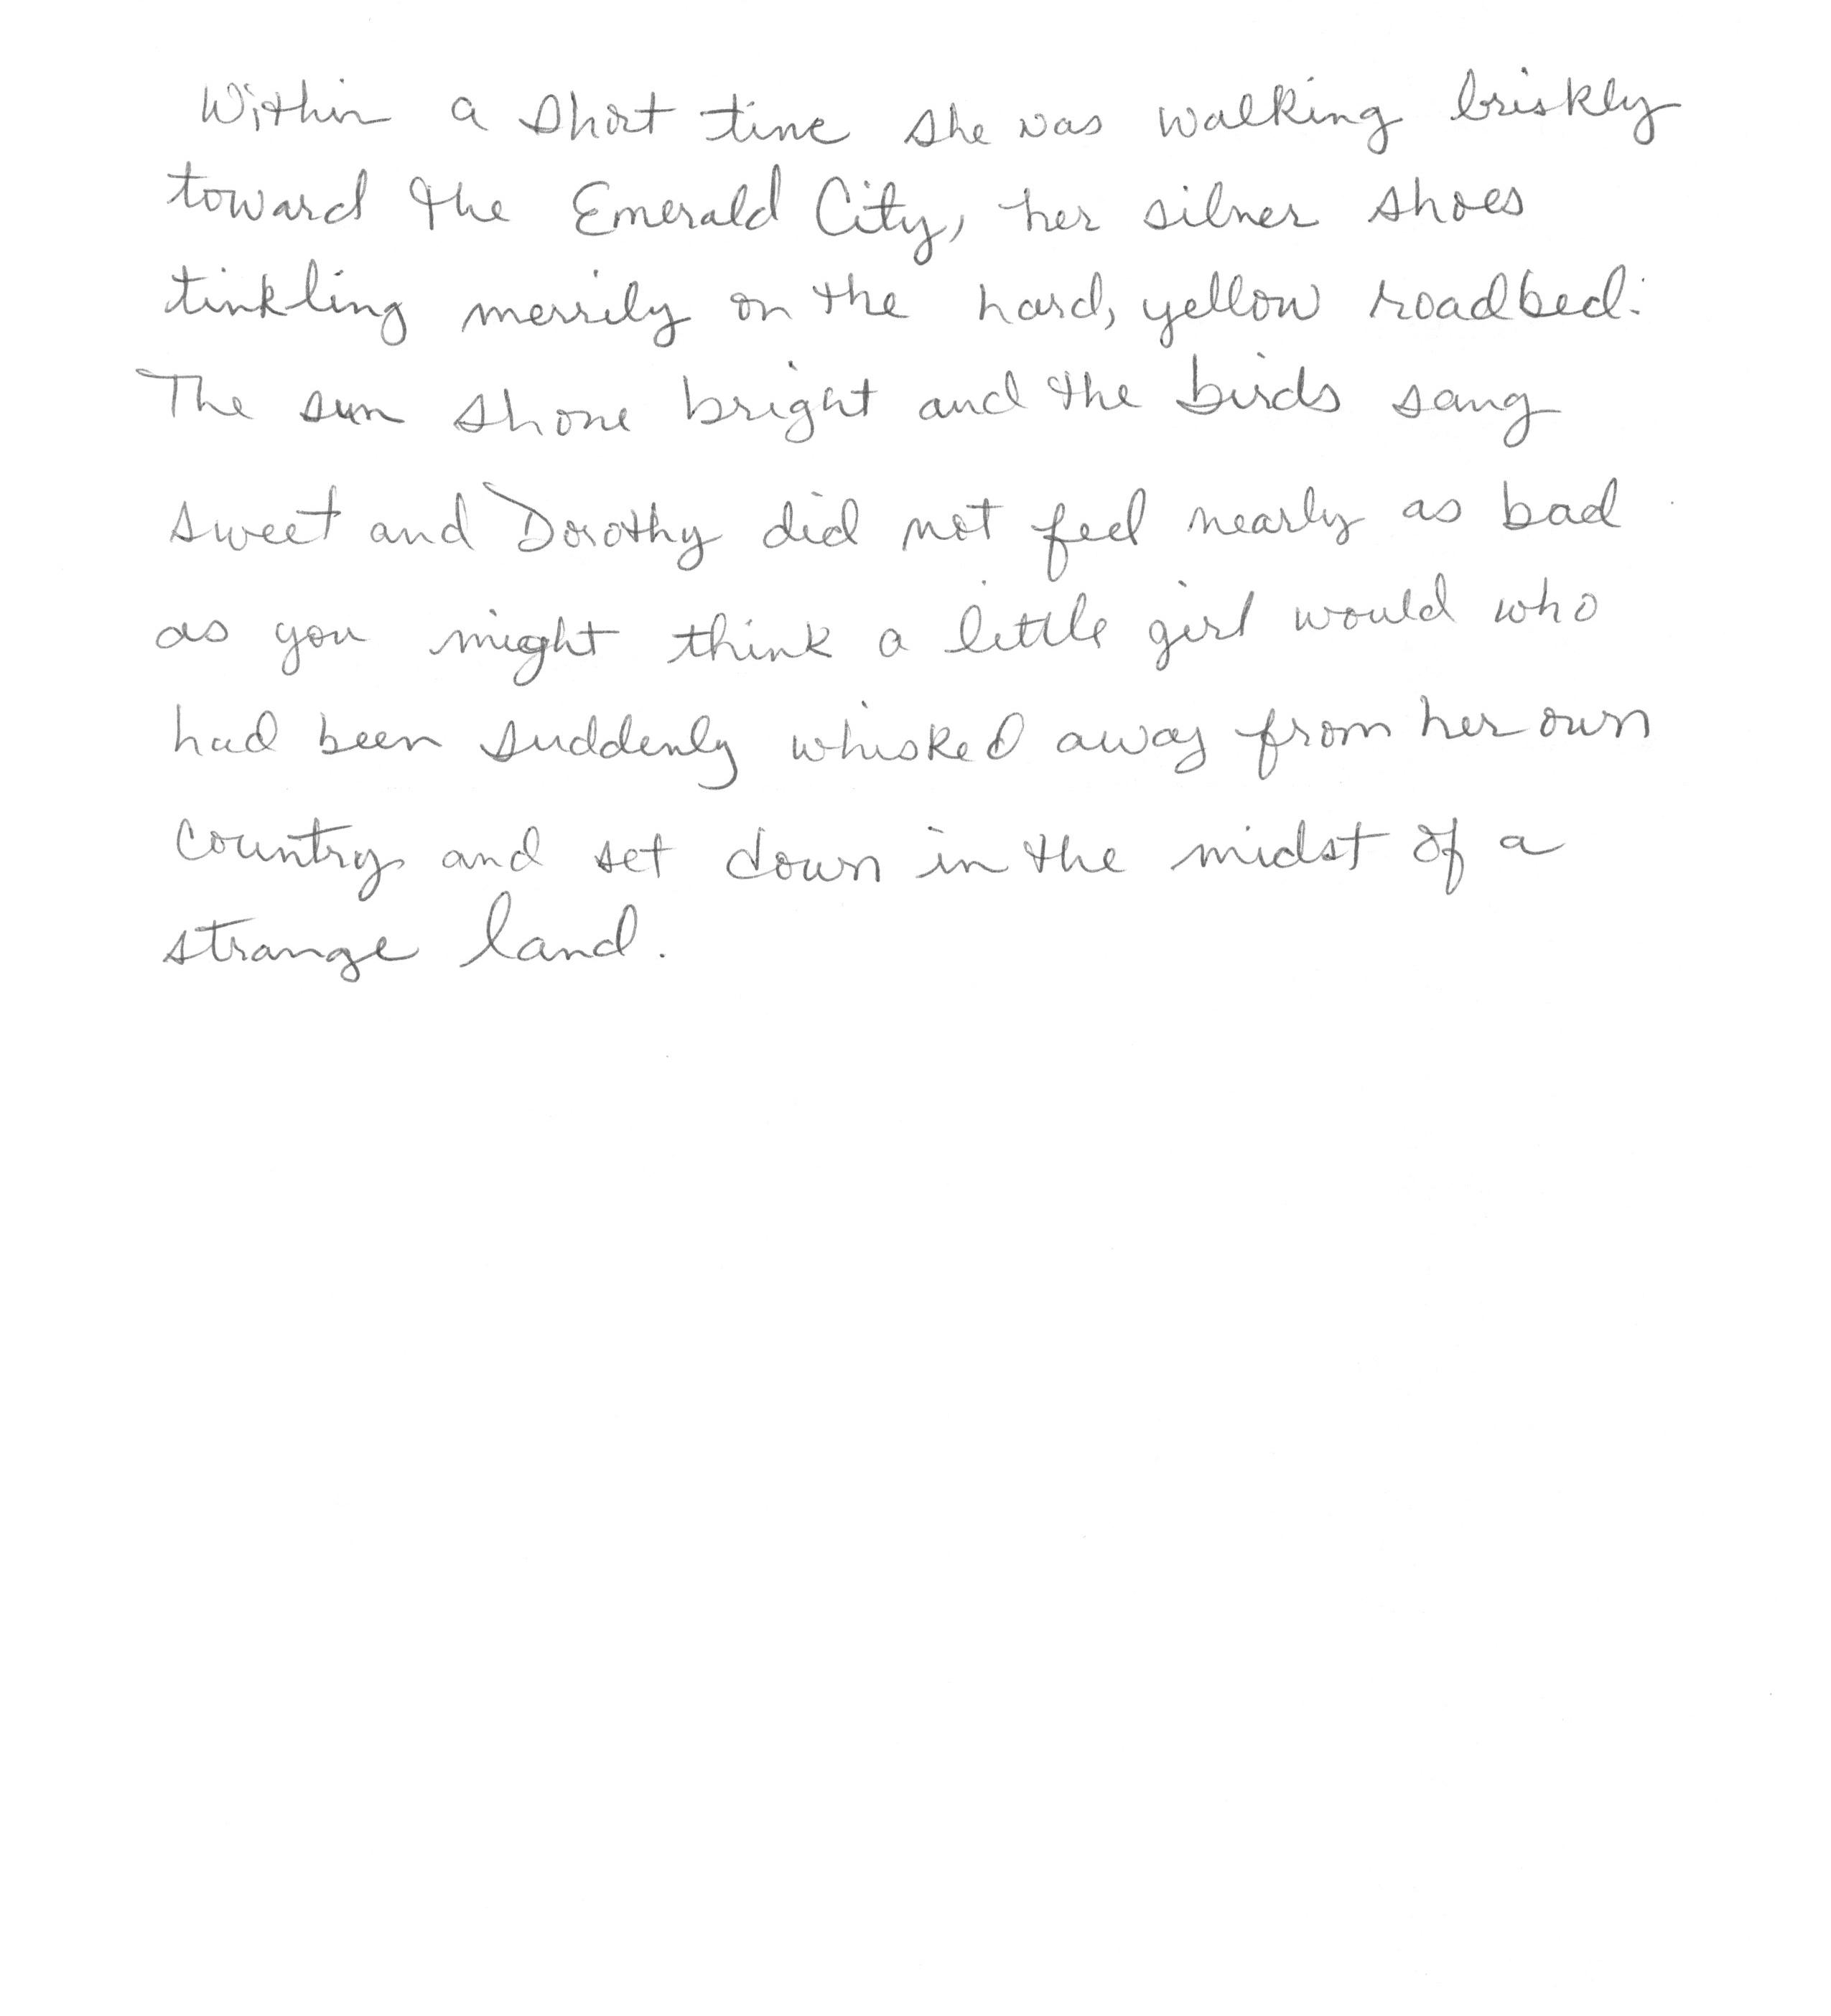 Within a short time she was walking briskly
toward the Emerald City, her silver shoes
tinkling merrily on the hard, yellow roadbed.
The sun shone bright and the birds sang
sweet and Dorothy did not feel nearly as bad
as you might think a little girl would who
had been suddenly whisked away from her own
country and set down in the midst of a
strange land.